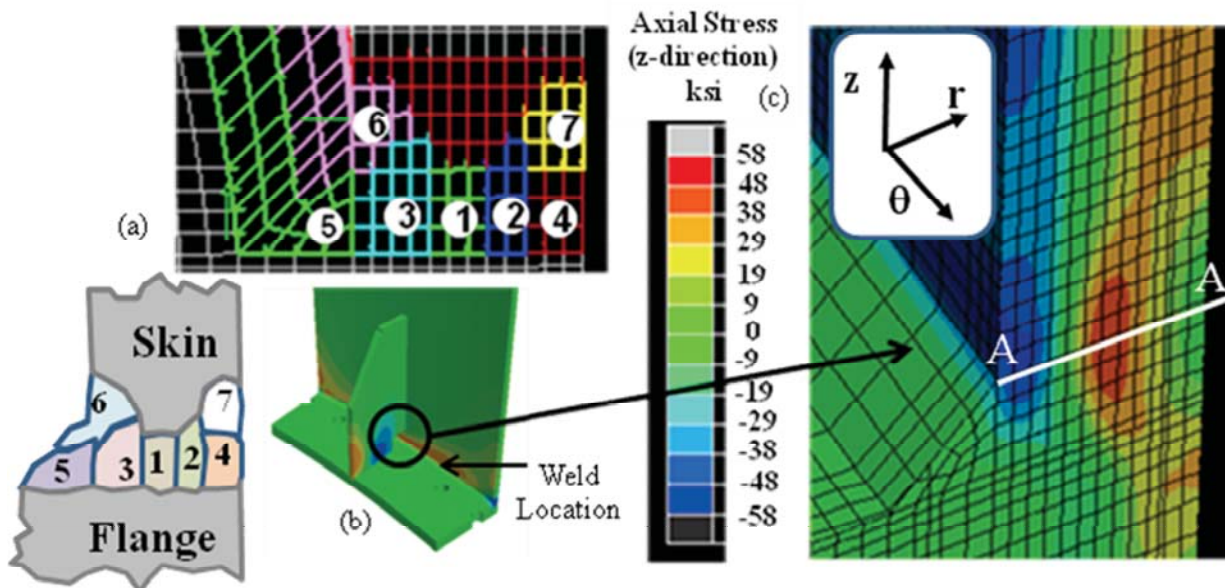 (a)
6
7
5
3
1
2
4
Skin
6
7
5
3
1
2
4
Flange
(b)
Weld
Location
Axial Stress
(z-direction)
ksi
(c)
58
48
38
29
19
9
0
-9
-19
-29
-38
-48
-58
z
r
θ
A
A